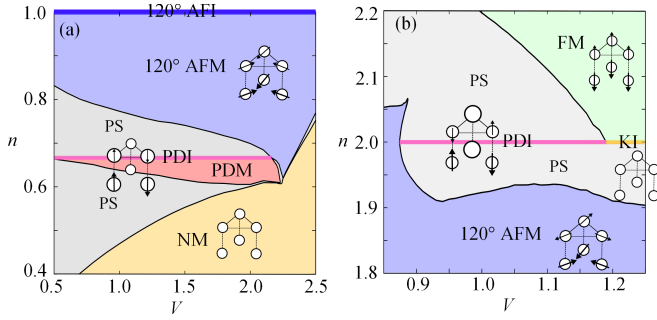 120° AFI
(a)
120° AFM
PS
PDI
PDM
PS
NM
n
1.0
0.8
0.6
0.4
1.0
1.5
2.0
2.5
V
(b)
FM
PS
PDI
KI
PS
120° AFM
n
2.2
2.1
2.0
1.9
1.8
0.9
1.0
1.1
1.2
V